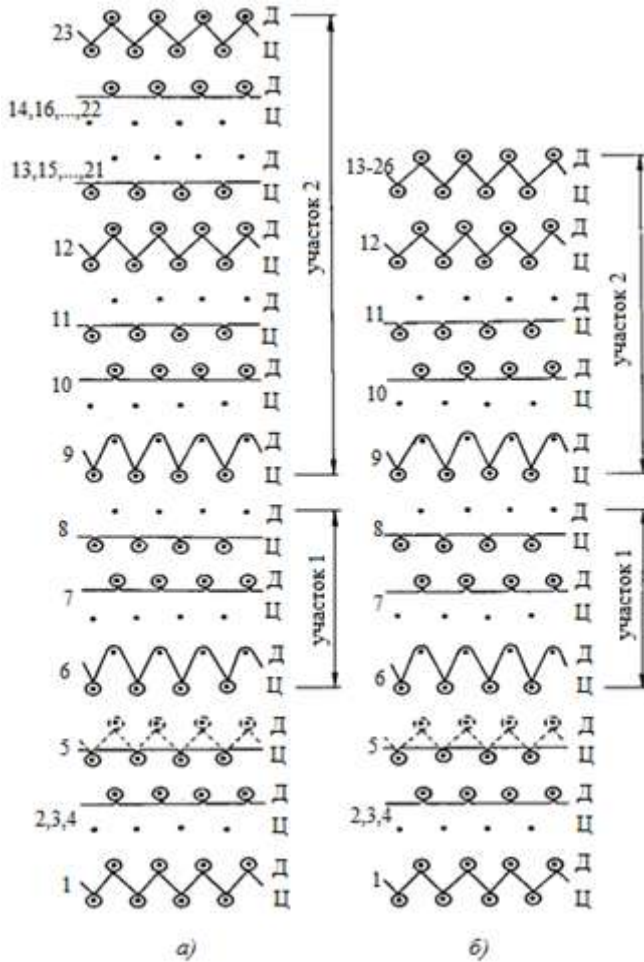 23 Д
Ц
14,16,...,22 Д
Ц
13,15,...,21 Д
Ц
12 Д
Ц
11 Д
Ц
10 Д
Ц
9 Д
Ц
участок 2
8 Д
Ц
7 Д
Ц
6 Д
Ц
участок 1
5 Д
Ц
2,3,4 Д
Ц
1 Д
Ц
а)
13-26 Д
Ц
12 Д
Ц
11 Д
Ц
10 Д
Ц
9 Д
Ц
участок 2
8 Д
Ц
7 Д
Ц
6 Д
Ц
участок 1
5 Д
Ц
2,3,4 Д
Ц
1 Д
Ц
б)